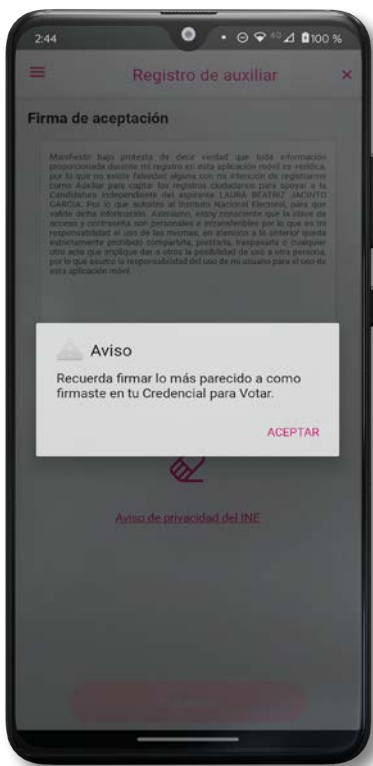 2:44
4G
100 %
Registro de auxiliar
×
Firma de aceptación
Manifiesto bajo protesta de decir verdad que toda información
proporcionada durante mi registro en esta aplicación móvil es verídica,
por lo que no existe falsedad alguna con mi intención de registrarme
como Auxiliar para captar los registros ciudadanos para apoyar a la
Candidatura Independiente del aspirante LAURA BEATRIZ JACINTO
GARCÍA. Por lo que autorizo al Instituto Nacional Electoral, para que
valide dicha información. Asimismo, estoy consciente que la clave de
acceso y contraseña son personales e intransferibles por lo que es mi
responsabilidad el uso de las mismas, en atención a lo anterior queda
estrictamente prohibido compartirla, prestarla, traspasarla o cualquier
otro acto que implique dar a otros la posibilidad de uso a otra persona,
por lo que asumo la responsabilidad del uso de mi usuario para el uso de
esta aplicación móvil.
Aviso
Recuerda firmar lo más parecido a como
firmaste en tu Credencial para Votar.
ACEPTAR
Aviso de privacidad del INE